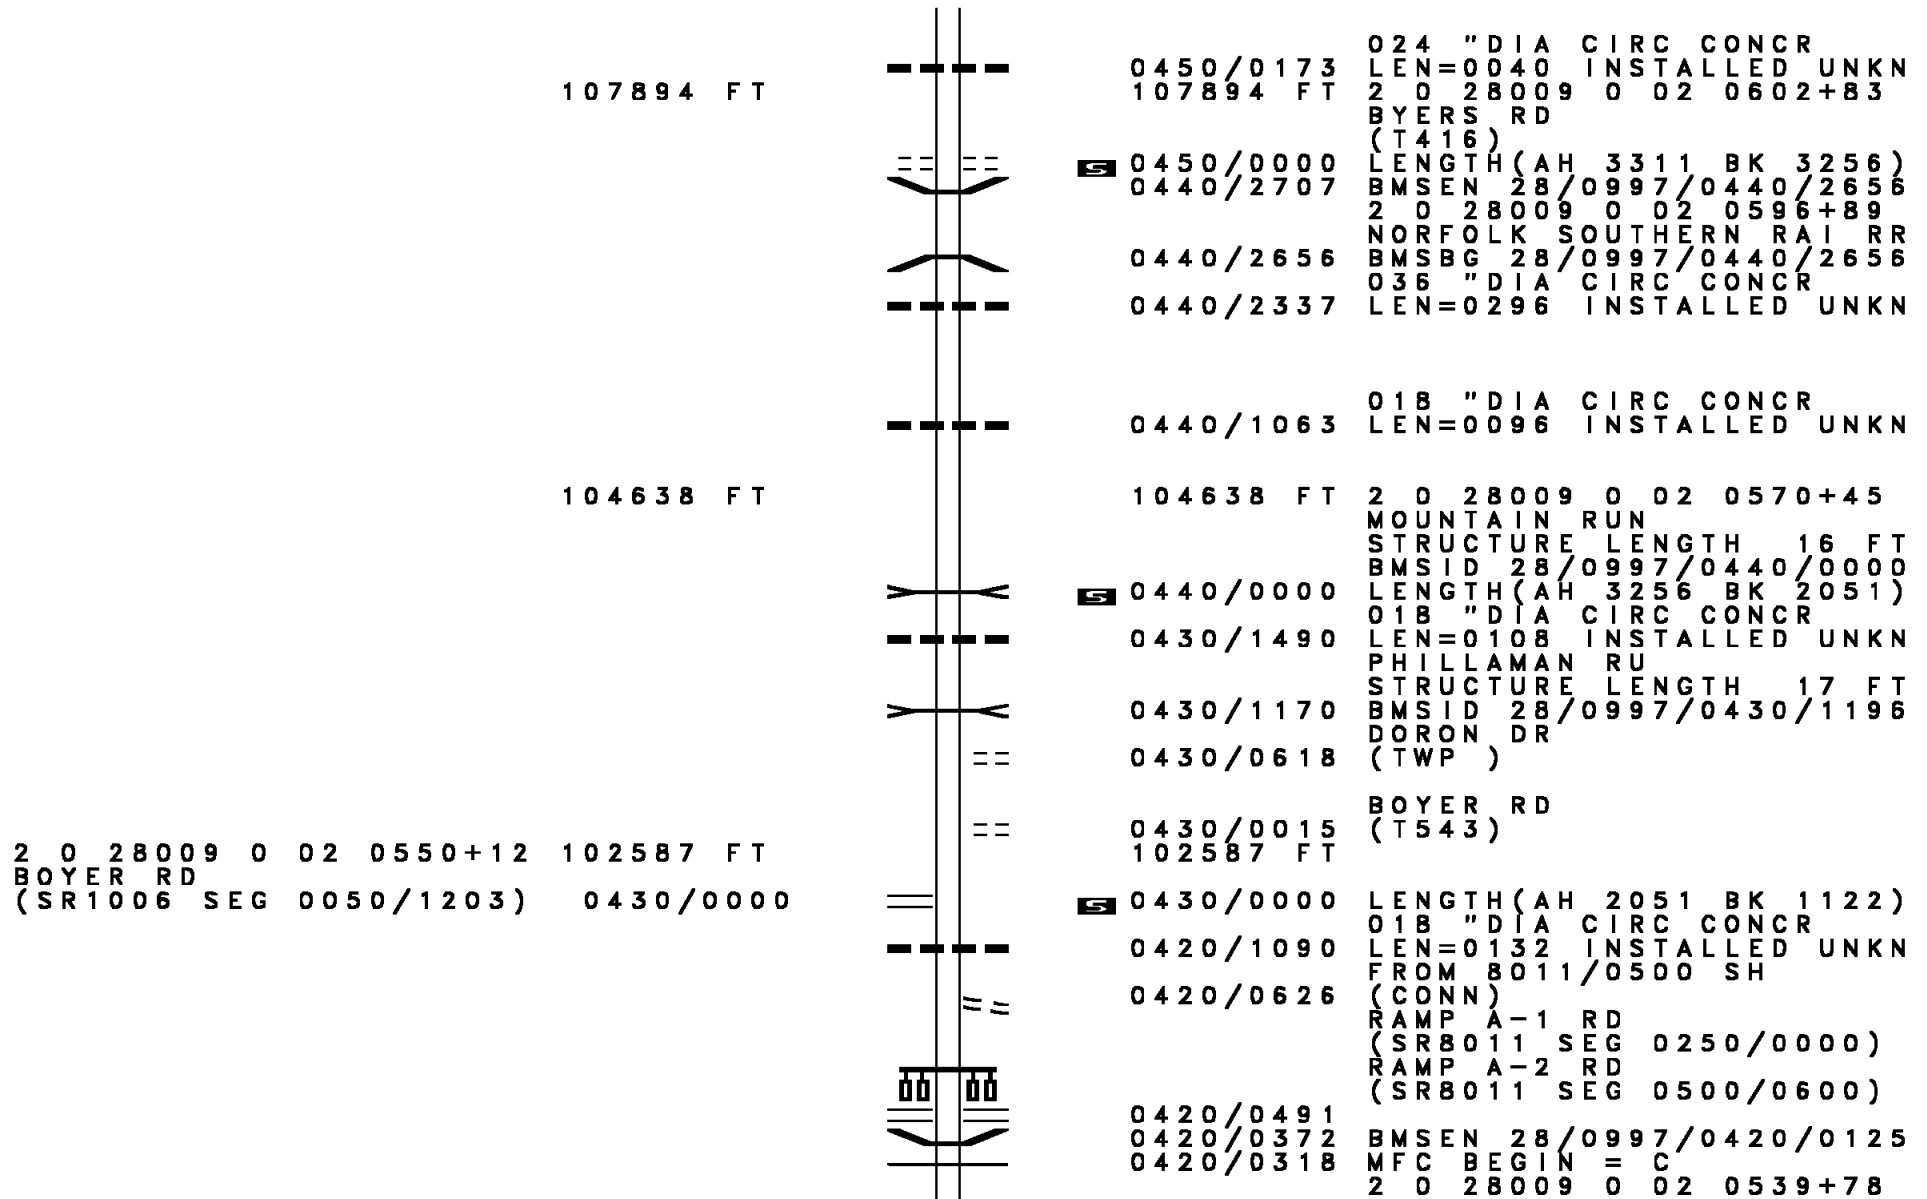 024 "DIA CIRC CONCR
0450/0173 LEN=0040 INSTALLED UNKN
107894 FT 107894 FT 2 0 28009 0 02 0602+83
BYERS RD
(T416)
S 0450/0000 LENGTH(AH 3311 BK 3256)
0440/2707 BMSEN 28/0997/0440/2656
2 0 28009 0 02 0596+89
NORFOLK SOUTHERN RAI RR
0440/2656 BMSBG 28/0997/0440/2656
036 "DIA CIRC CONCR
0440/2337 LEN=0296 INSTALLED UNKN
018 "DIA CIRC CONCR
0440/1063 LEN=0096 INSTALLED UNKN
104638 FT 104638 FT 2 0 28009 0 02 0570+45
MOUNTAIN RUN
STRUCTURE LENGTH 16 FT
BMSID 28/0997/0440/0000
S 0440/0000 LENGTH(AH 3256 BK 2051)
018 "DIA CIRC CONCR
0430/1490 LEN=0108 INSTALLED UNKN
PHILLAMAN RU
STRUCTURE LENGTH 17 FT
0430/1170 BMSID 28/0997/0430/1196
DORON DR
0430/0618 (TWP )
BOYER RD
0430/0015 (T543)
2 0 28009 0 02 0550+12 102587 FT 102587 FT
BOYER RD
(SR1006 SEG 0050/1203) 0430/0000 S 0430/0000 LENGTH(AH 2051 BK 1122)
018 "DIA CIRC CONCR
0420/1090 LEN=0132 INSTALLED UNKN
FROM 8011/0500 SH
0420/0626 (CONN)
RAMP A-1 RD
(SR8011 SEG 0250/0000)
RAMP A-2 RD
(SR8011 SEG 0500/0600)
0420/0491
0420/0372 BMSEN 28/0997/0420/0125
0420/0318 MFC BEGIN = C
2 0 28009 0 02 0539+78